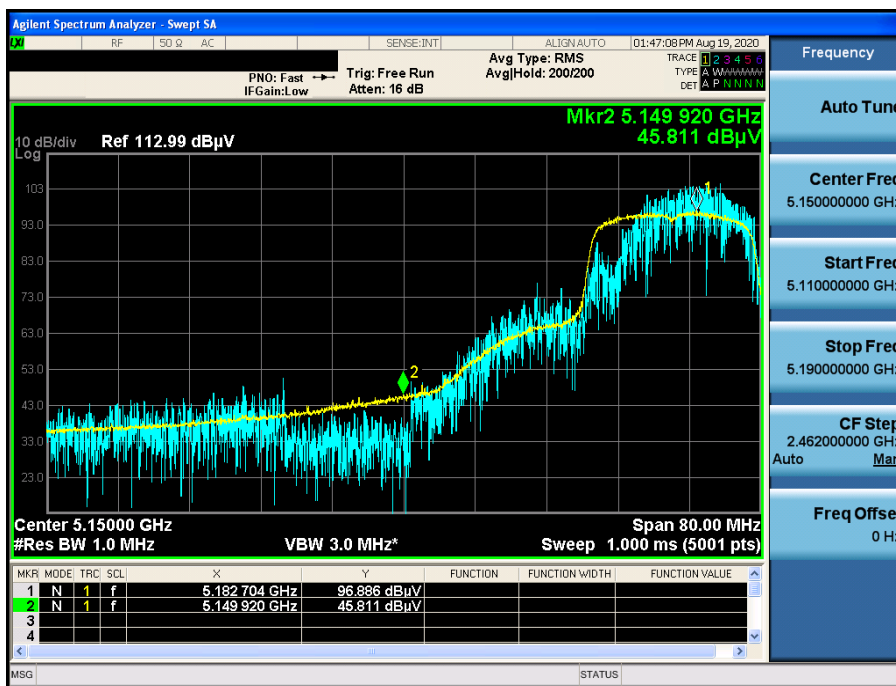 Agilent Spectrum Analyzer - Swept SA
LXI RF 50 Ω AC SENSE:INT ALIGN AUTO 01:47:08 PM Aug 19, 2020
Frequency
PNO: Fast Trig: Free Run Avg Type: RMS TRACE 1 2 3 4 5 6
IFGain:Low Atten: 16 dB Avg|Hold: 200/200 TYPE A WWWWW
DET A P N N N N
Auto Tune
Mkr2 5.149 920 GHz
45.811 dBµV
10 dB/div Ref 112.99 dBµV
Log
103
93.0
83.0
73.0
63.0
53.0
43.0
33.0
23.0
1
2
Center 5.15000 GHz Span 80.00 MHz
#Res BW 1.0 MHz VBW 3.0 MHz* Sweep 1.000 ms (5001 pts)
Center Freq
5.150000000 GHz
Start Freq
5.110000000 GHz
Stop Freq
5.190000000 GHz
CF Step
2.462000000 GHz
Auto Man
Freq Offset
0 Hz
MKR MODE TRC SCL X Y FUNCTION FUNCTION WIDTH FUNCTION VALUE
1 N 1 f 5.182 704 GHz 96.886 dBµV
2 N 1 f 5.149 920 GHz 45.811 dBµV
3
4
MSG STATUS